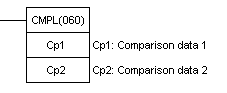 CMPL(060)
Cp1 Cp1: Comparison data 1
Cp2 Cp2: Comparison data 2